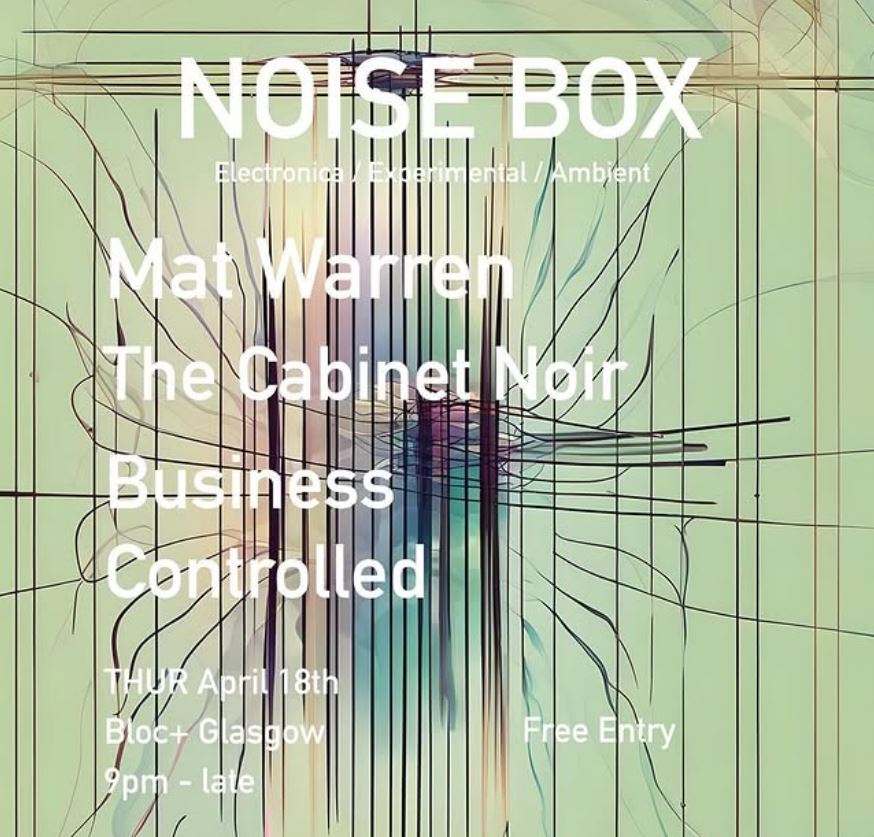 NOISE BOX
Electronica / Experimental / Ambient
Mat Warren
The Cabinet Noir
Business
Controlled
THUR April 18th
Bloc+ Glasgow
Free Entry
9pm - late